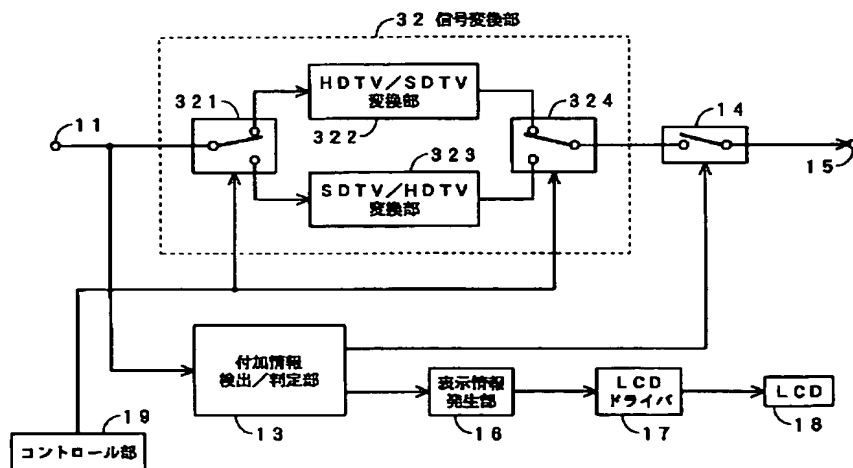 32 信号変換部
HDTV/SDTV
変換部
321
322
324
14
11
323
SDTV/HDTV
変換部
15
付加情報
検出/判定部
13
表示情報
発生部
16
LCD
ドライバ
17
LCD
18
19
コントロール部